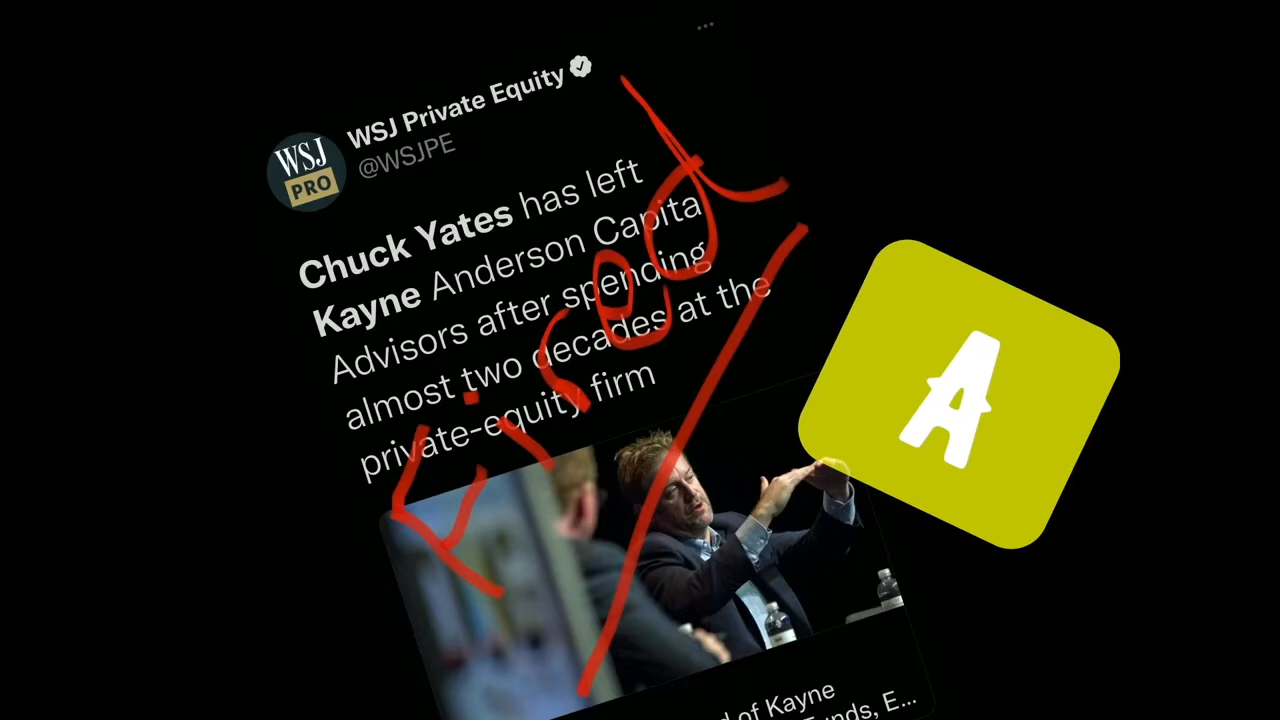 WSJ Private Equity
@WSJPE
WSJ
PRO
Chuck Yates has left
Kayne Anderson Capita
Advisors after spending
almost two decades at the
private-equity firm
Fired
A
d of Kayne
Funds, E...